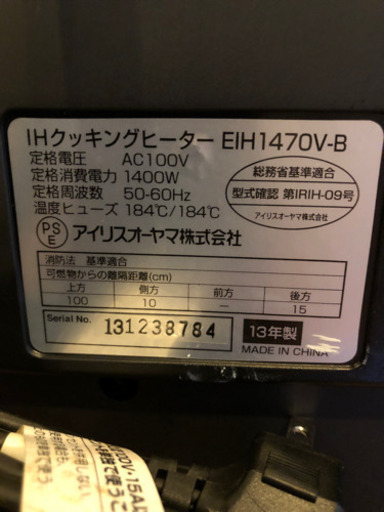 IHクッキングヒーター EIH1470V-B
定格電圧 AC100V
定格消費電力 1400W
定格周波数 50-60Hz
温度ヒューズ 184℃/184℃
総務省基準適合
型式確認 第IRIH-09号
アイリスオーヤマ株式会社
PSE アイリスオーヤマ株式会社
消防法 基準適合
可燃物からの離隔距離(cm)
上方 側方 前方 後方
100 10 — 15
Serial No. 131238784
13年製
MADE IN CHINA